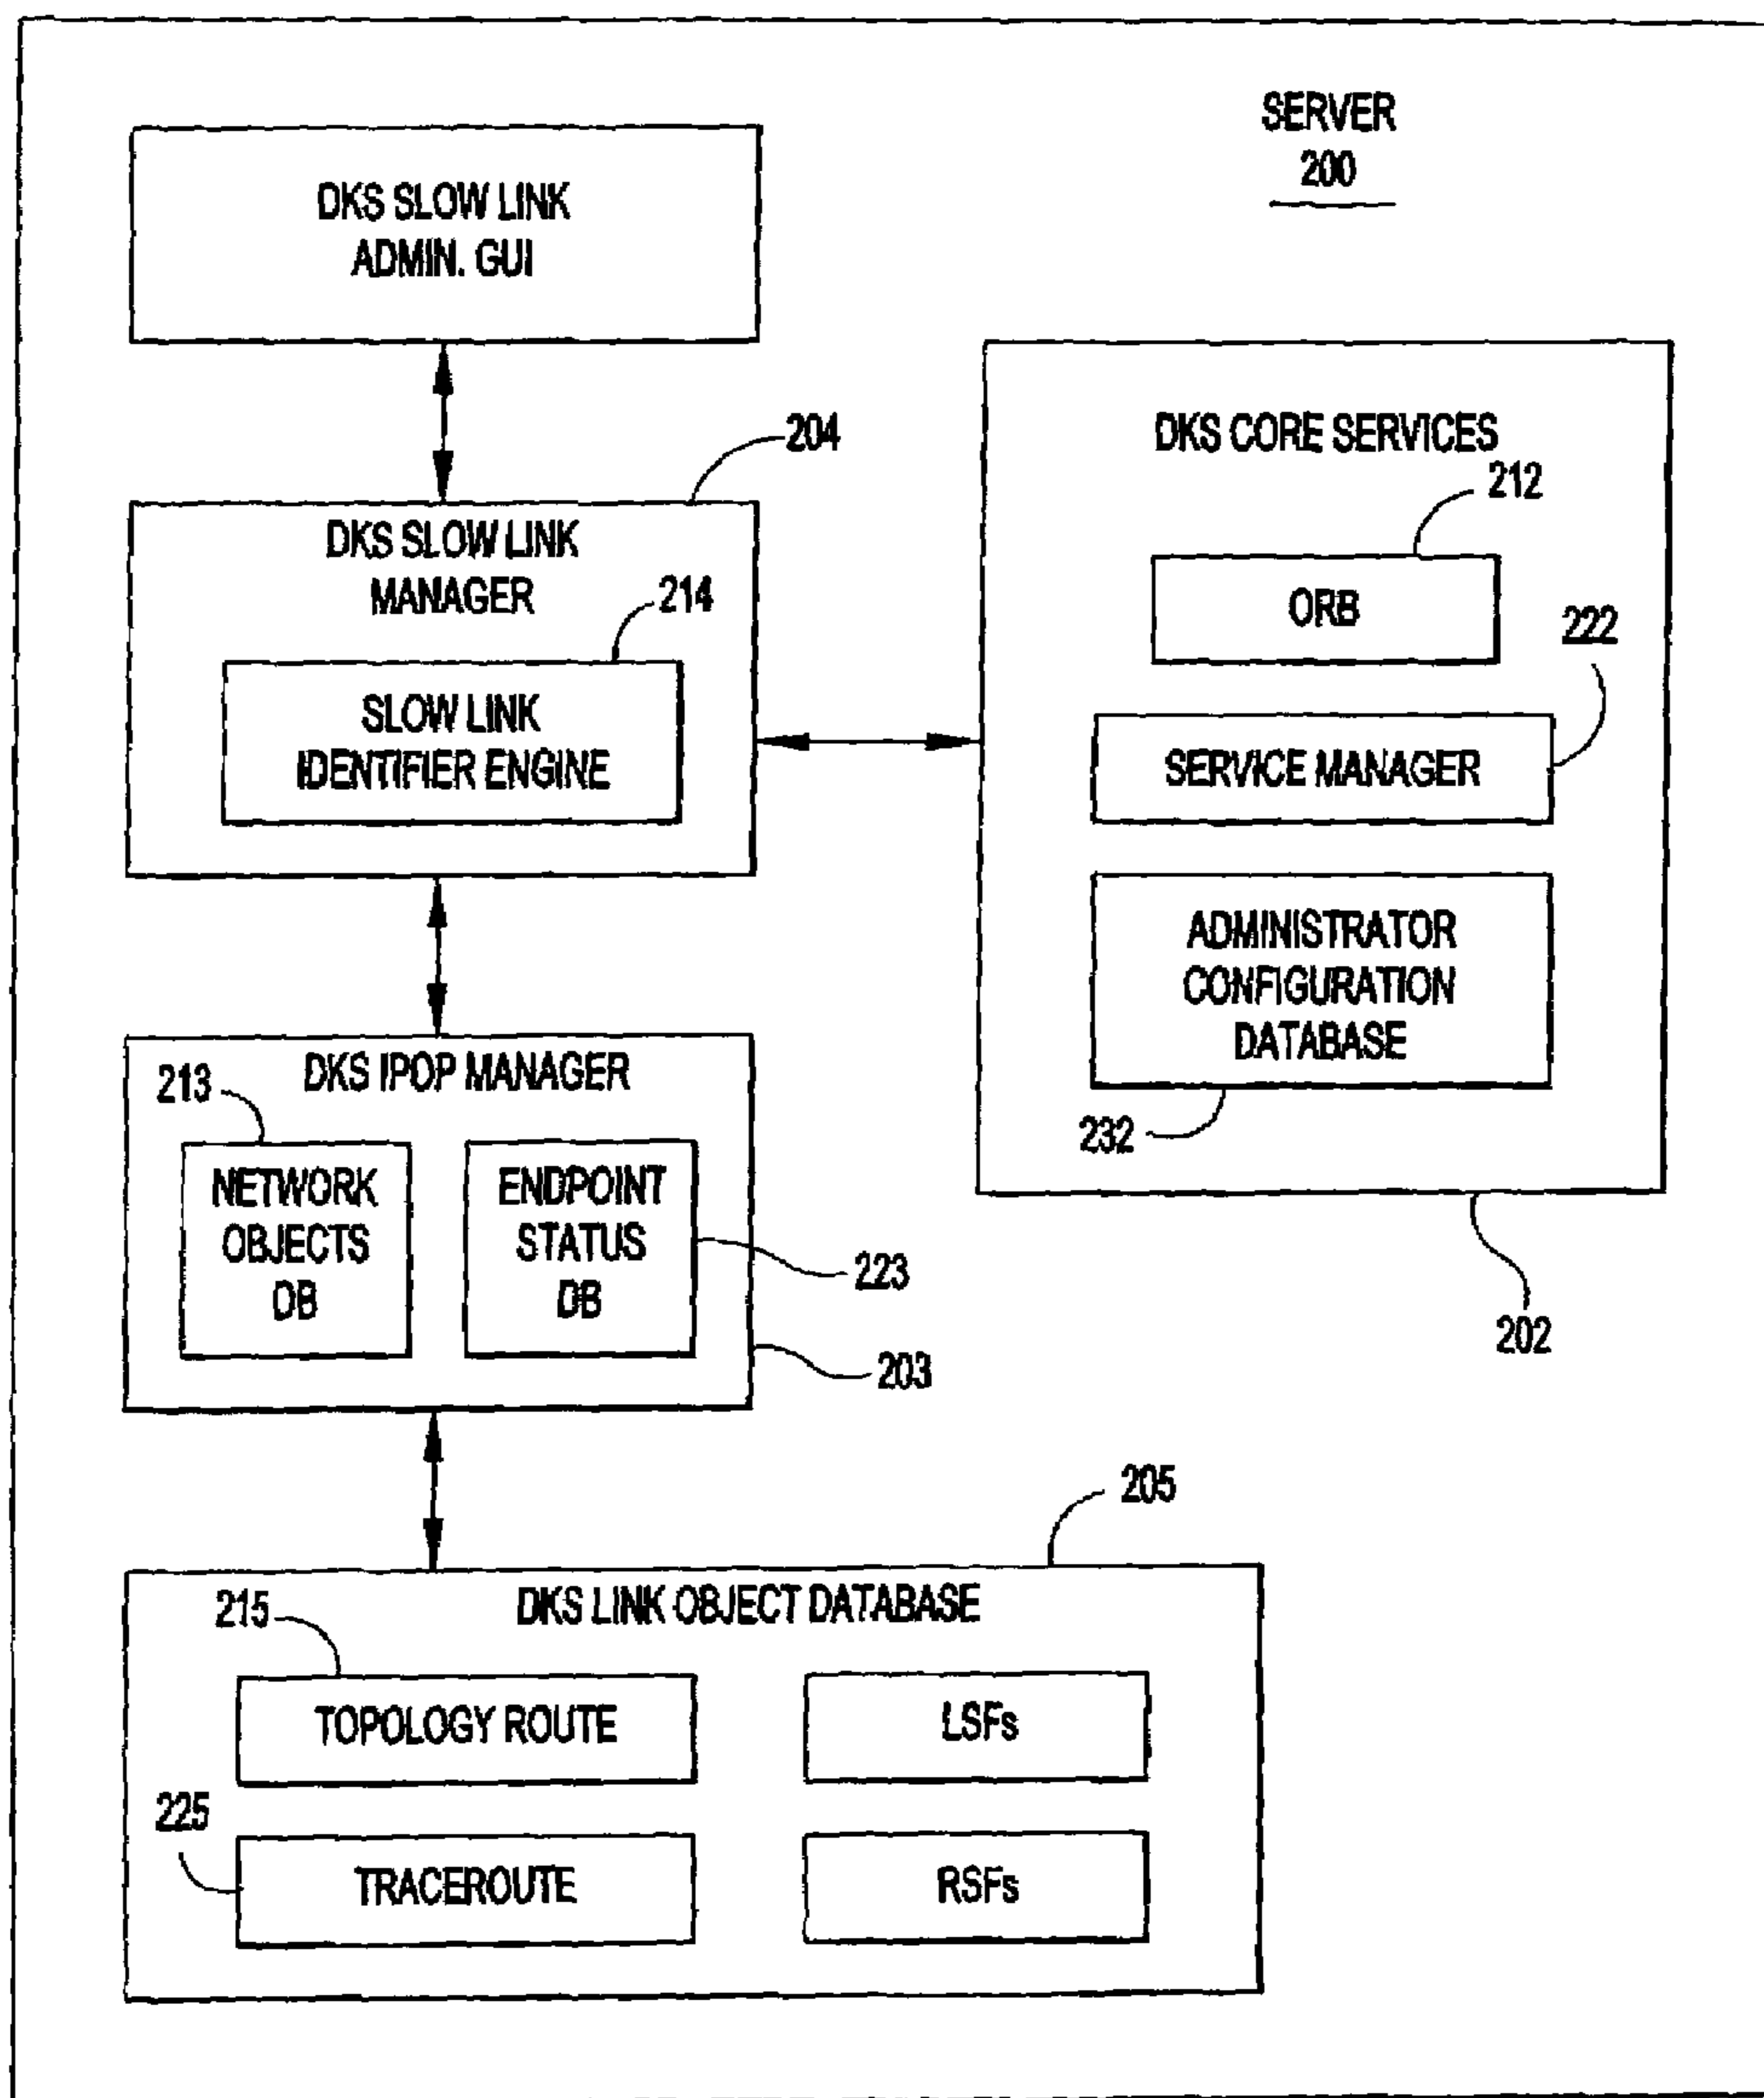 SERVER
200
DKS SLOW LINK
ADMIN. GUI
204
DKS SLOW LINK
MANAGER
214
SLOW LINK
IDENTIFIER ENGINE
DKS CORE SERVICES
212
ORB
222
SERVICE MANAGER
ADMINISTRATOR
CONFIGURATION
DATABASE
232
202
DKS IPOP MANAGER
213
NETWORK
OBJECTS
DB
ENDPOINT
STATUS
DB
223
203
205
DKS LINK OBJECT DATABASE
215
TOPOLOGY ROUTE
LSFs
225
TRACEROUTE
RSFs